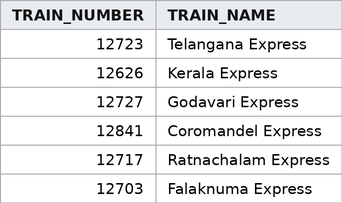 TRAIN_NUMBER TRAIN_NAME
12723 Telangana Express
12626 Kerala Express
12727 Godavari Express
12841 Coromandel Express
12717 Ratnachalam Express
12703 Falaknuma Express